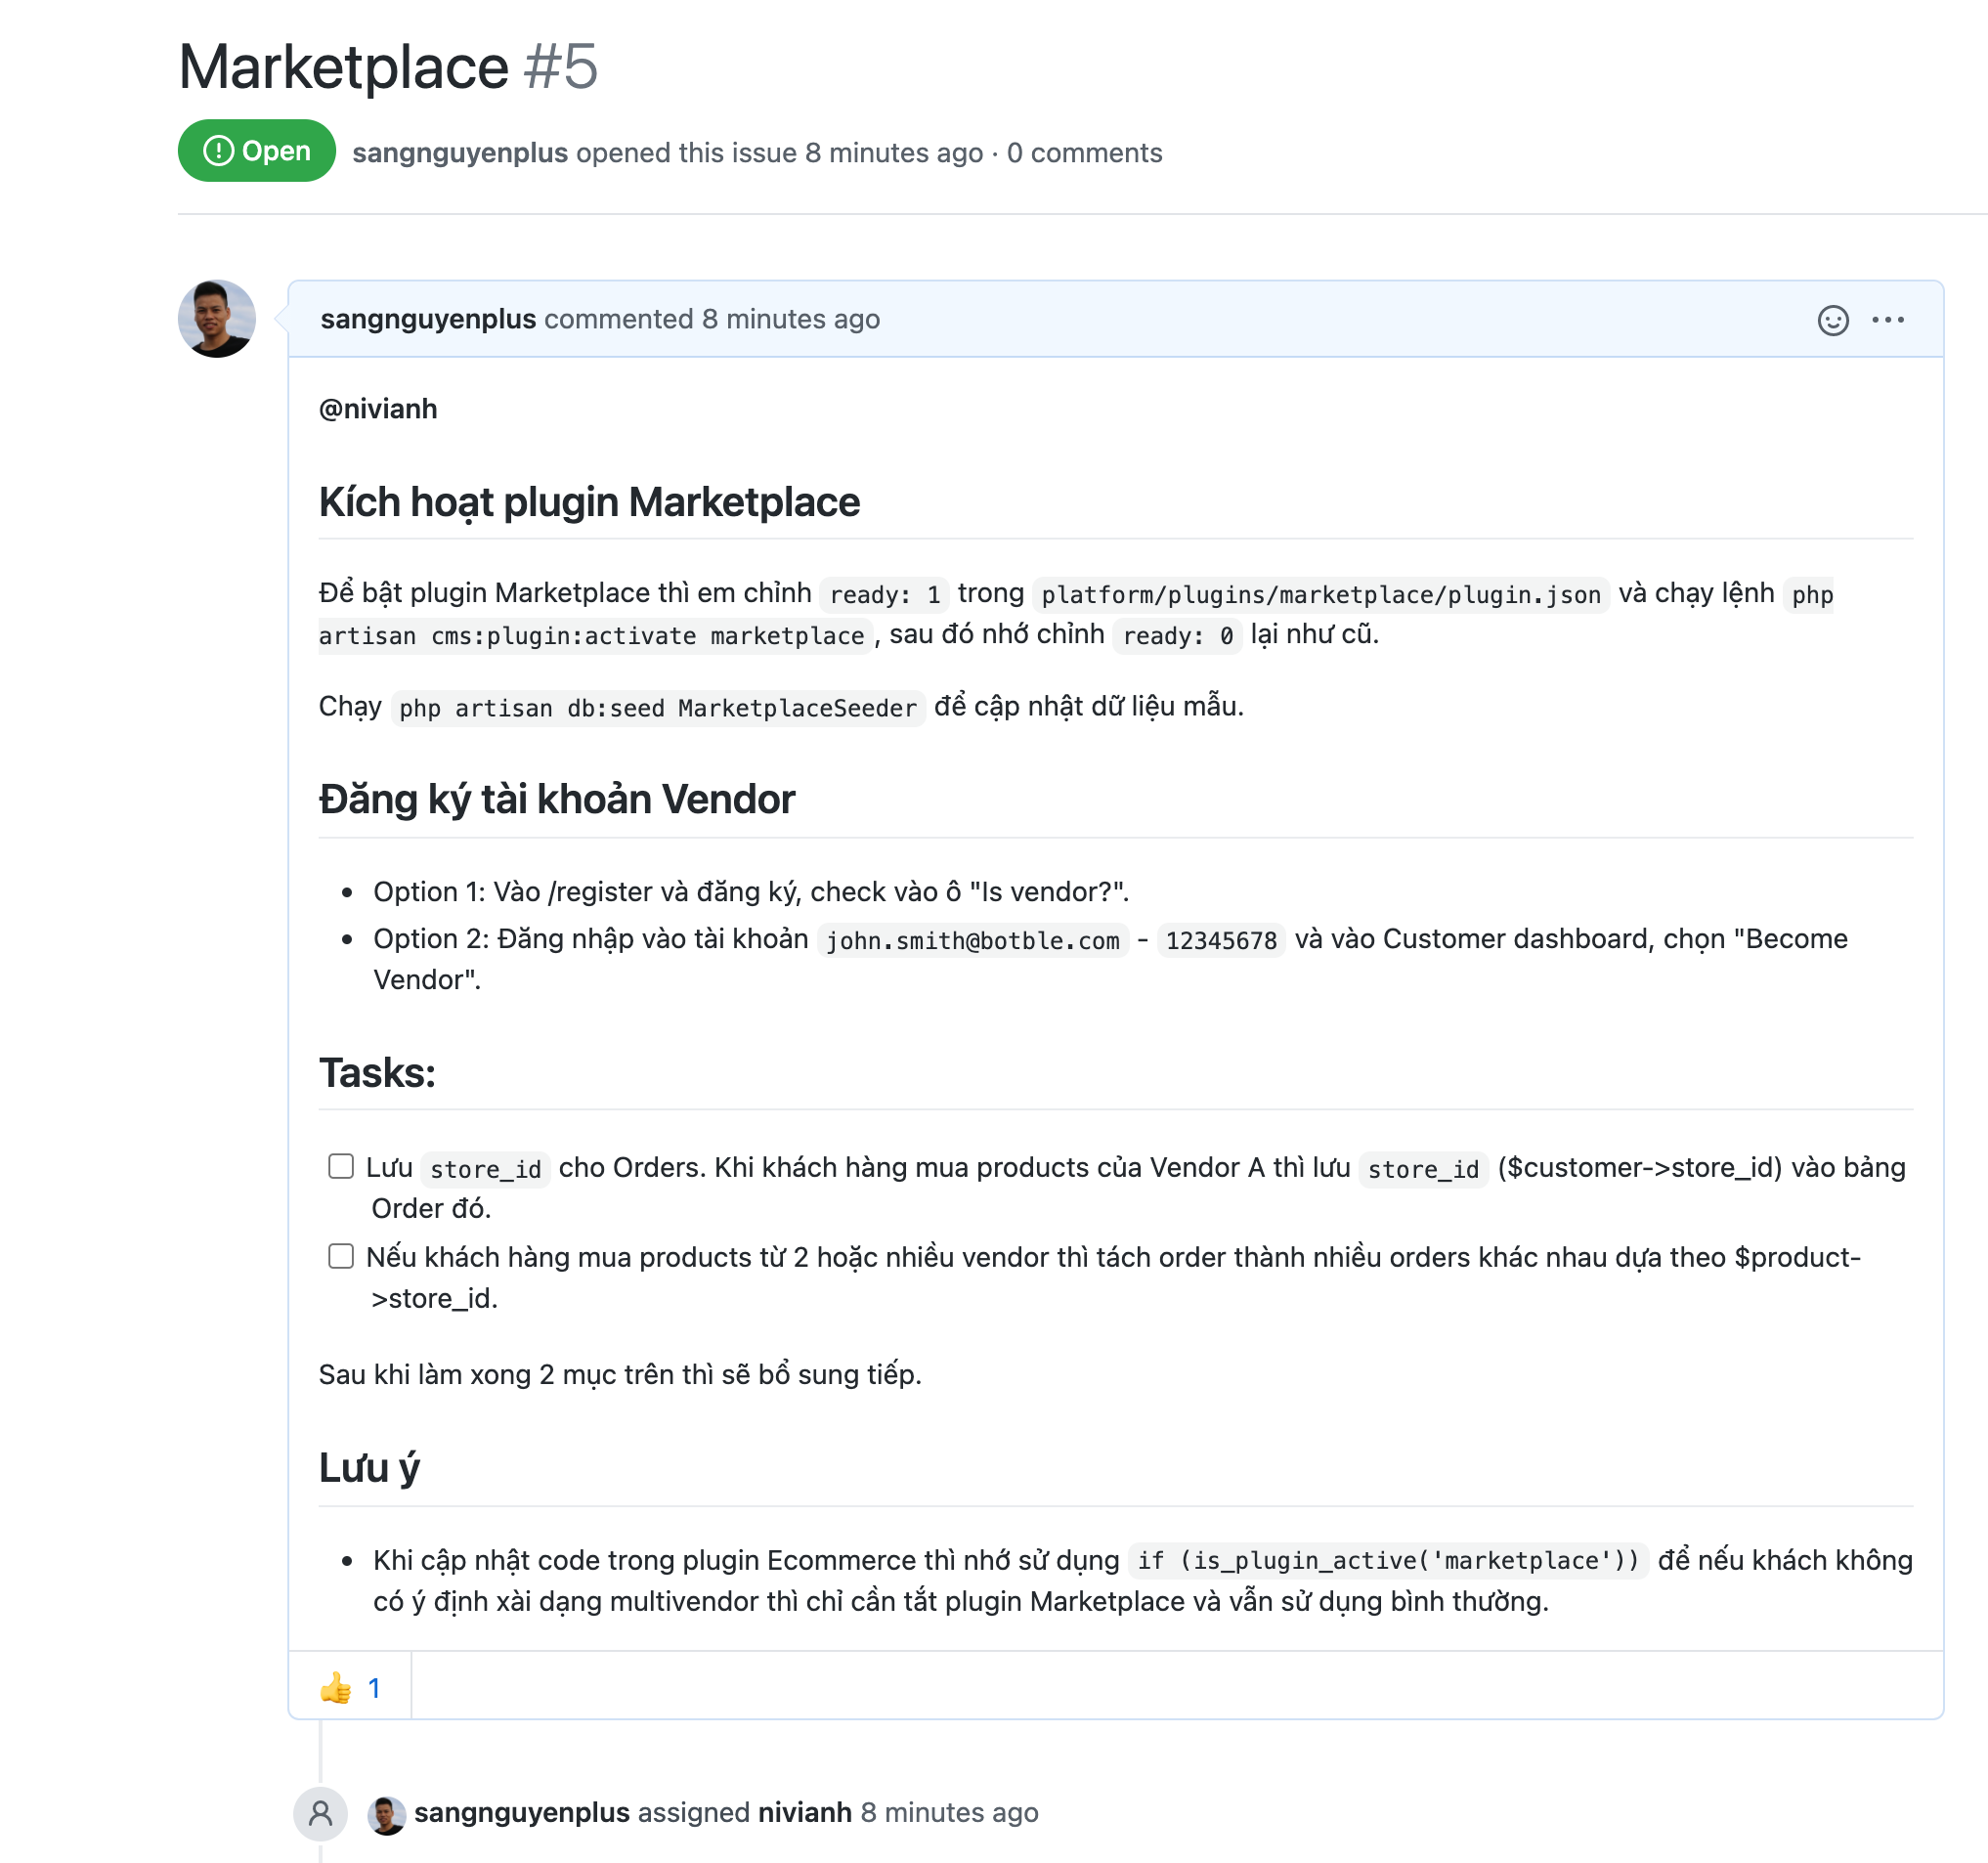 Marketplace #5
Open
sangnguyenplus opened this issue 8 minutes ago · 0 comments
sangnguyenplus commented 8 minutes ago
@nivianh
Kích hoạt plugin Marketplace
Để bật plugin Marketplace thì em chỉnh ready: 1 trong platform/plugins/marketplace/plugin.json và chạy lệnh php
artisan cms:plugin:activate marketplace, sau đó nhớ chỉnh ready: 0 lại như cũ.
Chạy php artisan db:seed MarketplaceSeeder để cập nhật dữ liệu mẫu.
Đăng ký tài khoản Vendor
• Option 1: Vào /register và đăng ký, check vào ô "Is vendor?".
• Option 2: Đăng nhập vào tài khoản john.smith@botble.com - 12345678 và vào Customer dashboard, chọn "Become
Vendor".
Tasks:
Lưu store_id cho Orders. Khi khách hàng mua products của Vendor A thì lưu store_id ($customer->store_id) vào bảng
Order đó.
Nếu khách hàng mua products từ 2 hoặc nhiều vendor thì tách order thành nhiều orders khác nhau dựa theo $product-
>store_id.
Sau khi làm xong 2 mục trên thì sẽ bổ sung tiếp.
Lưu ý
• Khi cập nhật code trong plugin Ecommerce thì nhớ sử dụng if (is_plugin_active('marketplace')) để nếu khách không
có ý định xài dạng multivendor thì chỉ cần tắt plugin Marketplace và vẫn sử dụng bình thường.
👍 1
sangnguyenplus assigned nivianh 8 minutes ago